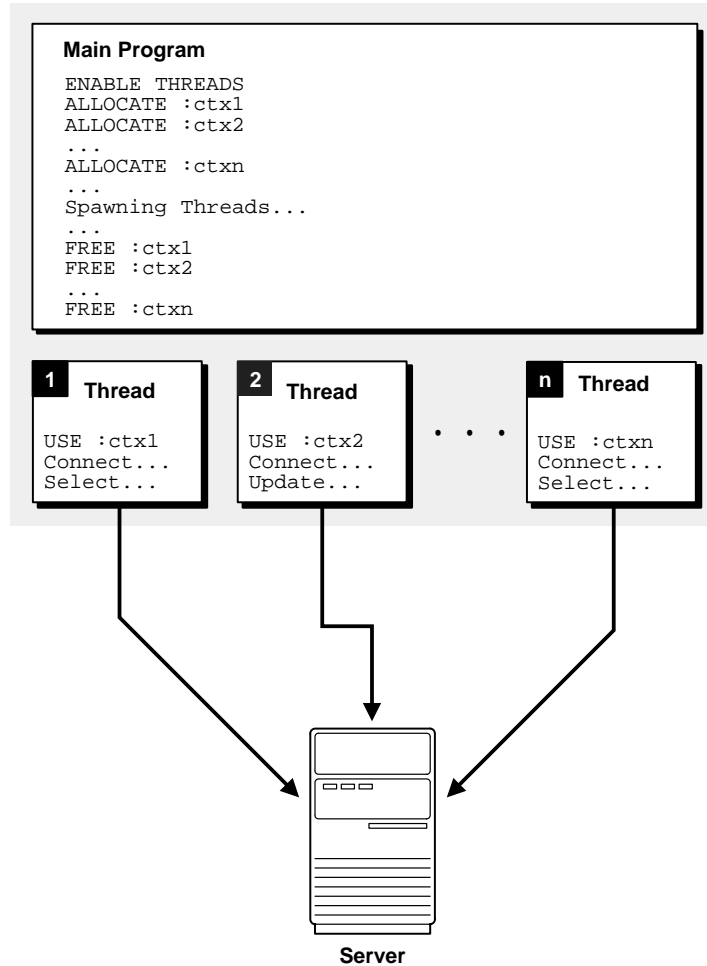 Main Program
ENABLE THREADS
ALLOCATE :ctx1
ALLOCATE :ctx2
...
ALLOCATE :ctxn
...
Spawning Threads...
...
FREE :ctx1
FREE :ctx2
...
FREE :ctxn
1 Thread
USE :ctx1
Connect...
Select...
2 Thread
USE :ctx2
Connect...
Update...
. . .
n Thread
USE :ctxn
Connect...
Select...
Server